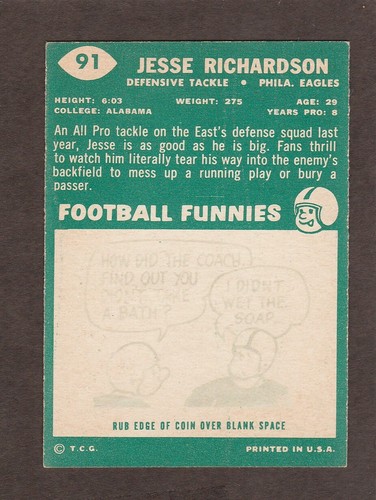 91
JESSE RICHARDSON
DEFENSIVE TACKLE • PHILA. EAGLES
HEIGHT: 6:03 WEIGHT: 275 AGE: 29
COLLEGE: ALABAMA YEARS PRO: 8
An All Pro tackle on the East's defense squad last
year, Jesse is as good as he is big. Fans thrill
to watch him literally tear his way into the enemy's
backfield to mess up a running play or bury a
passer.
FOOTBALL FUNNIES
HOW DID THE COACH
FIND OUT YOU
A BATH?
I DIDN'T
WET THE
SOAP
RUB EDGE OF COIN OVER BLANK SPACE
© T.C.G. PRINTED IN U.S.A.